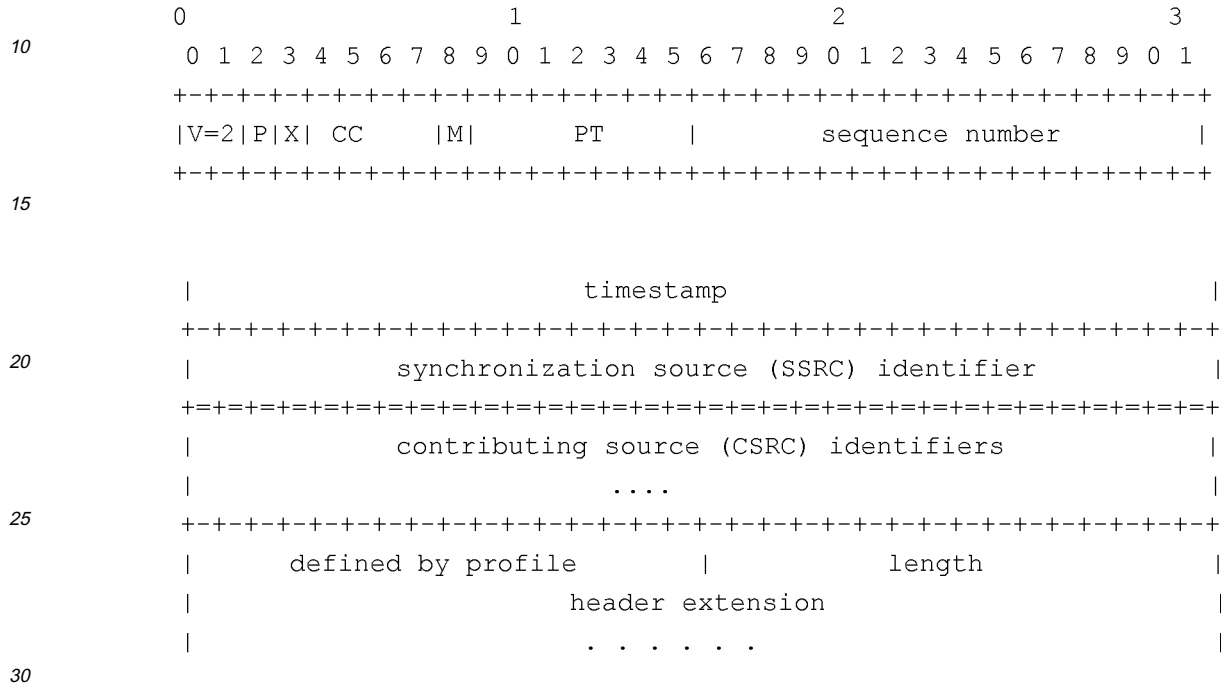 0                   1                   2                   3
10 0 1 2 3 4 5 6 7 8 9 0 1 2 3 4 5 6 7 8 9 0 1 2 3 4 5 6 7 8 9 0 1
+-+-+-+-+-+-+-+-+-+-+-+-+-+-+-+-+-+-+-+-+-+-+-+-+-+-+-+-+-+-+-+-+
|V=2|P|X| CC |M| PT | sequence number |
+-+-+-+-+-+-+-+-+-+-+-+-+-+-+-+-+-+-+-+-+-+-+-+-+-+-+-+-+-+-+-+-+
15
| timestamp |
+-+-+-+-+-+-+-+-+-+-+-+-+-+-+-+-+-+-+-+-+-+-+-+-+-+-+-+-+-+-+-+-+
20 | synchronization source (SSRC) identifier |
+=+=+=+=+=+=+=+=+=+=+=+=+=+=+=+=+=+=+=+=+=+=+=+=+=+=+=+=+=+=+=+=+
| contributing source (CSRC) identifiers |
| .... |
25 +-+-+-+-+-+-+-+-+-+-+-+-+-+-+-+-+-+-+-+-+-+-+-+-+-+-+-+-+-+-+-+-+
| defined by profile | length |
| header extension |
| . . . . . . |
30